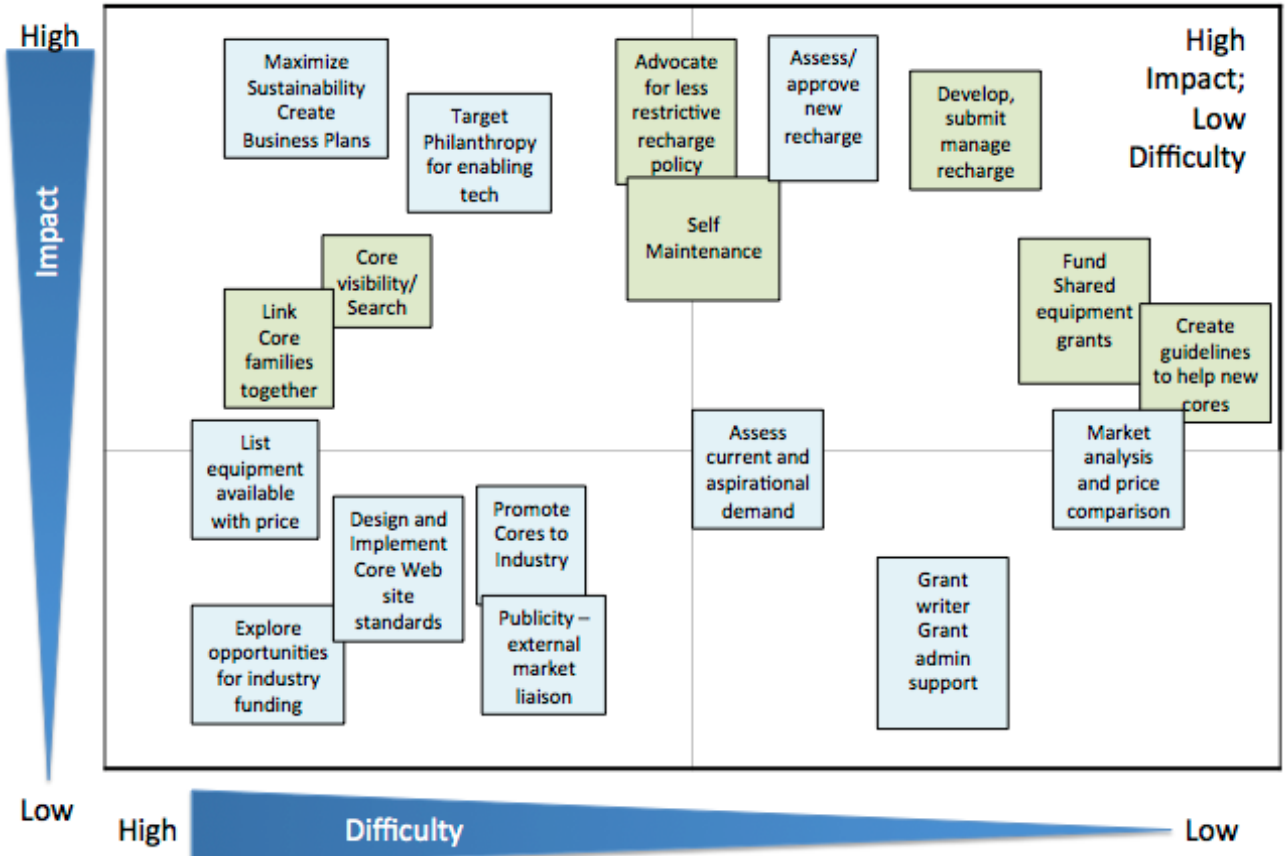 High
Impact
Low
High
Difficulty
Low
High
Impact;
Low
Difficulty
Maximize
Sustainability
Create
Business Plans
Target
Philanthropy
for enabling
tech
Advocate
for less
restrictive
recharge
policy
Assess/
approve
new
recharge
Develop,
submit
manage
recharge
Self
Maintenance
Core
visibility/
Search
Link
Core
families
together
Fund
Shared
equipment
grants
Create
guidelines
to help new
cores
List
equipment
available
with price
Assess
current and
aspirational
demand
Market
analysis
and price
comparison
Design and
Implement
Core Web
site
standards
Promote
Cores to
Industry
Explore
opportunities
for industry
funding
Publicity –
external
market
liaison
Grant
writer
Grant
admin
support